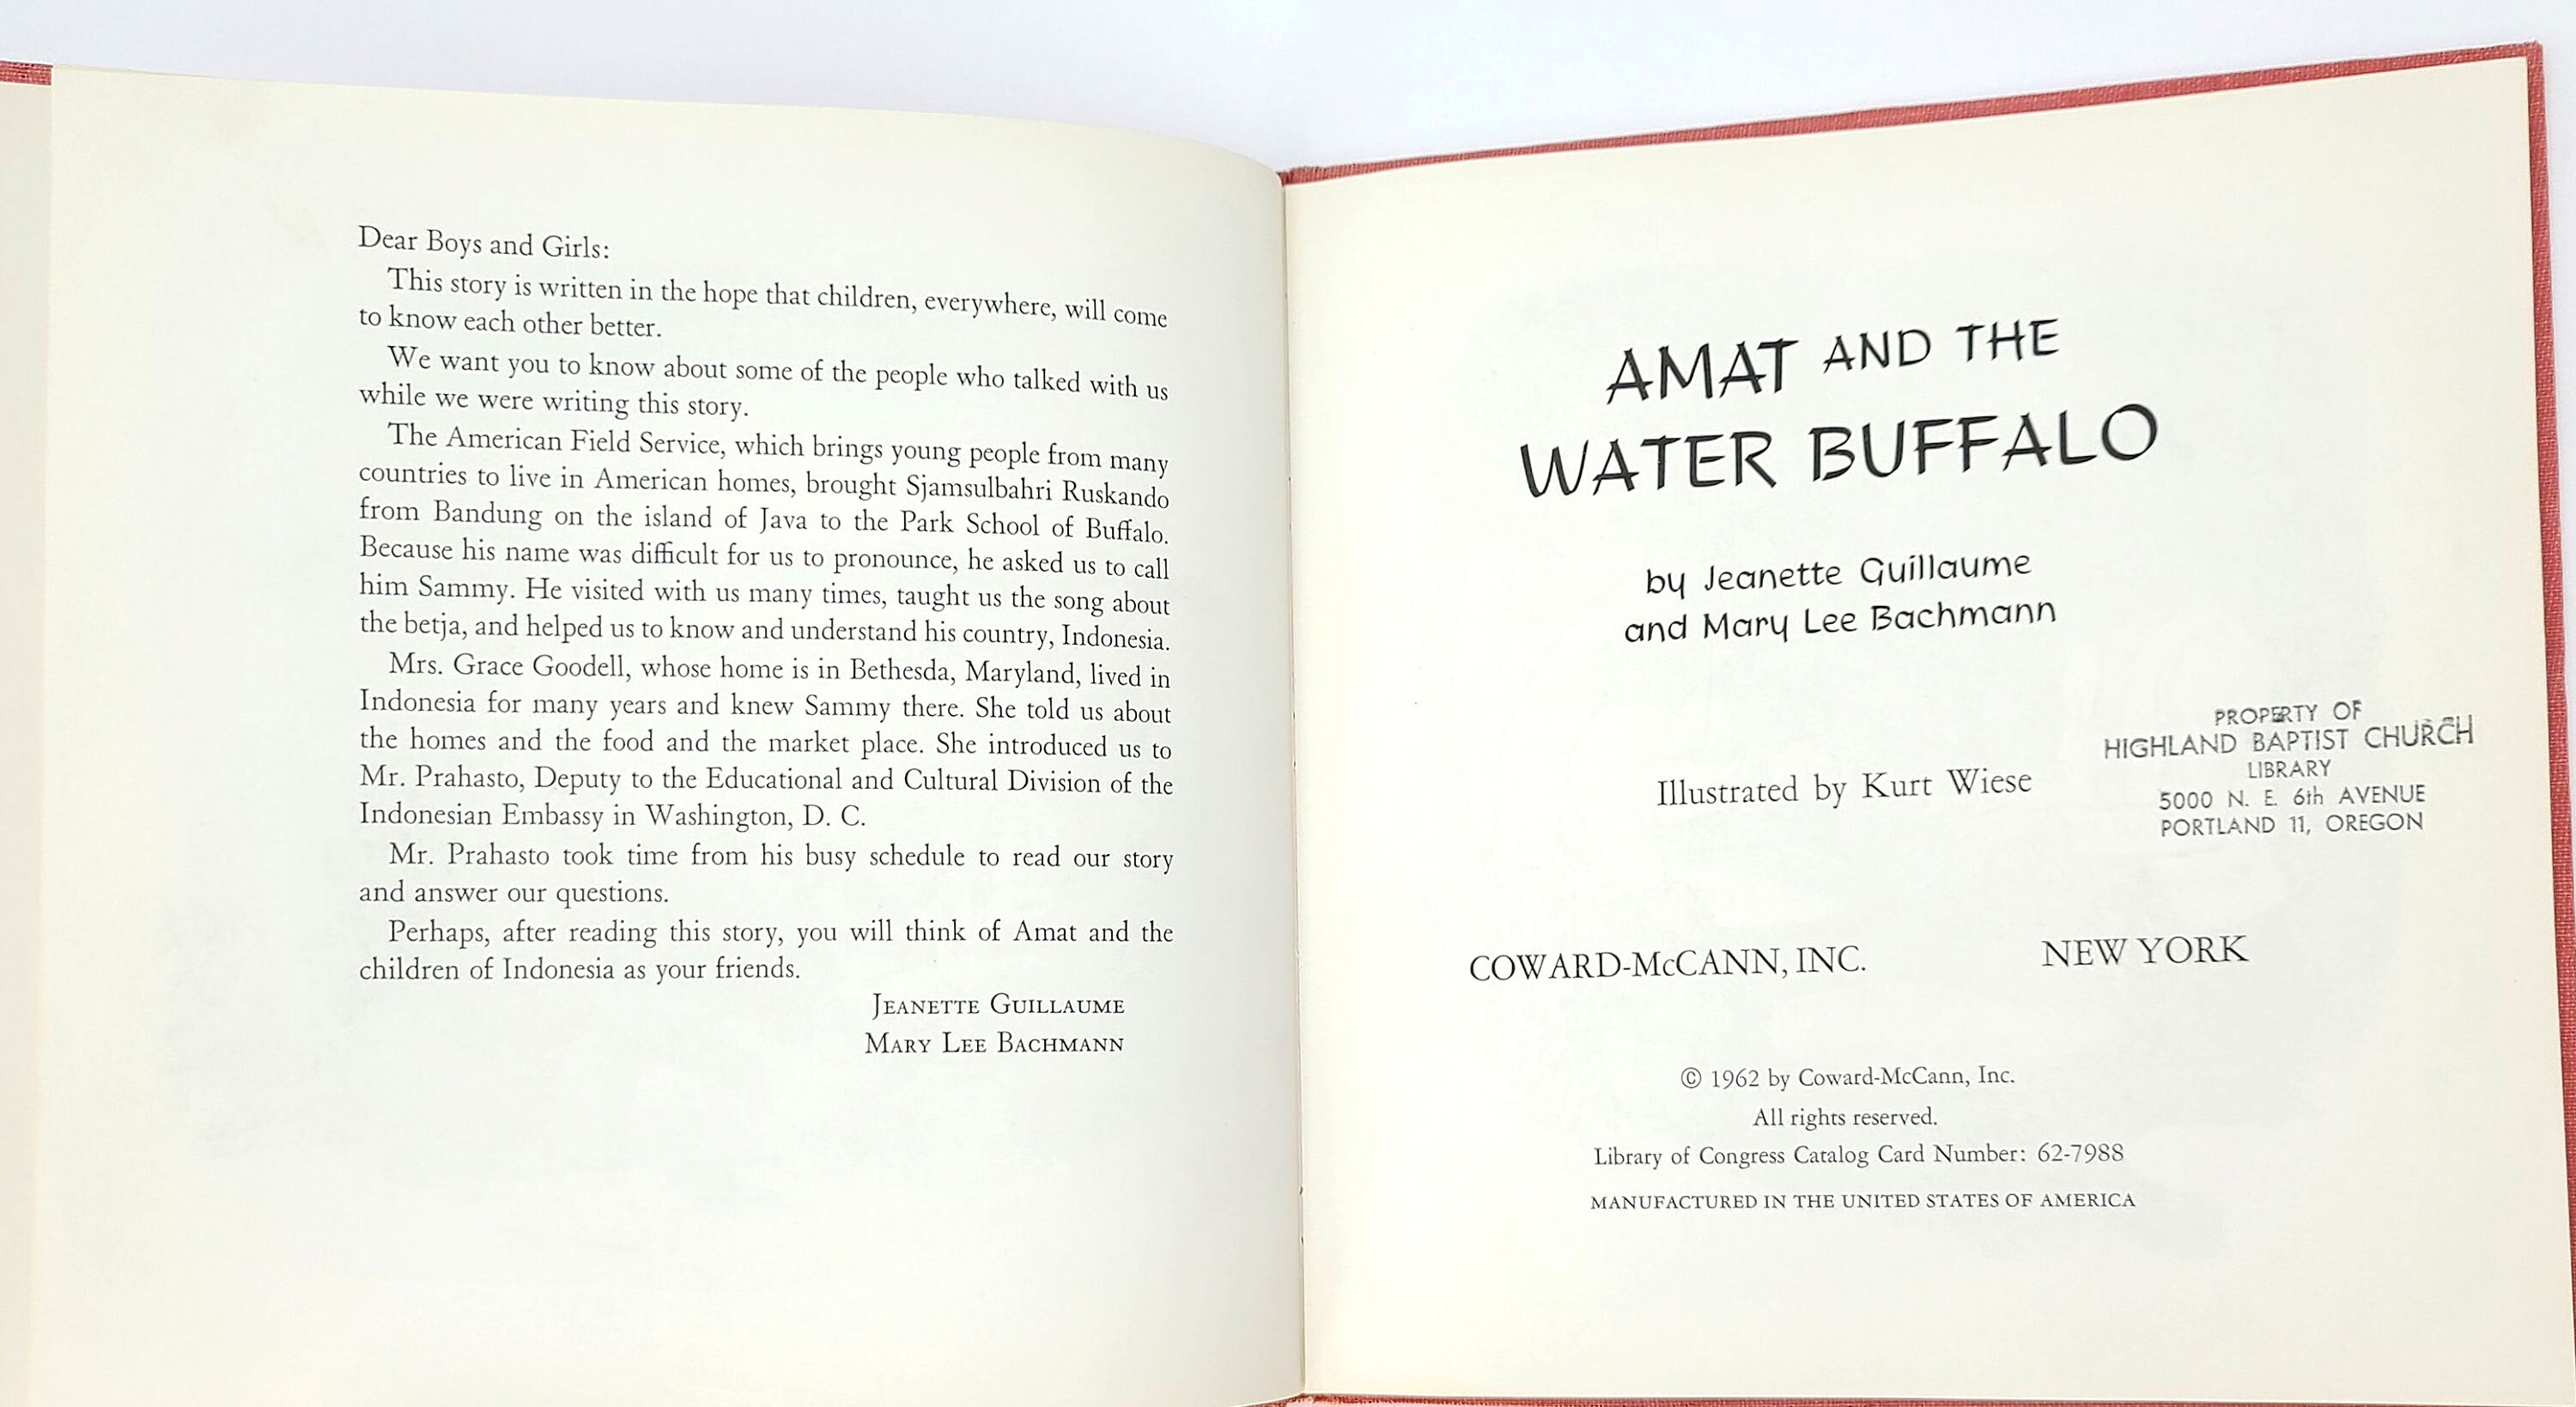 Dear Boys and Girls:
This story is written in the hope that children, everywhere, will come
to know each other better.
We want you to know about some of the people who talked with us
while we were writing this story.
The American Field Service, which brings young people from many
countries to live in American homes, brought Sjamsulbahri Ruskando
from Bandung on the island of Java to the Park School of Buffalo.
Because his name was difficult for us to pronounce, he asked us to call
him Sammy. He visited with us many times, taught us the song about
the betja, and helped us to know and understand his country, Indonesia.
Mrs. Grace Goodell, whose home is in Bethesda, Maryland, lived in
Indonesia for many years and knew Sammy there. She told us about
the homes and the food and the market place. She introduced us to
Mr. Prahasto, Deputy to the Educational and Cultural Division of the
Indonesian Embassy in Washington, D. C.
Mr. Prahasto took time from his busy schedule to read our story
and answer our questions.
Perhaps, after reading this story, you will think of Amat and the
children of Indonesia as your friends.
JEANETTE GUILLAUME
MARY LEE BACHMANN
AMAT AND THE
WATER BUFFALO
by Jeanette Guillaume
and Mary Lee Bachmann
Illustrated by Kurt Wiese
PROPERTY OF
HIGHLAND BAPTIST CHURCH
LIBRARY
5000 N. E. 6th AVENUE
PORTLAND 11, OREGON
COWARD-McCANN, INC. NEW YORK
© 1962 by Coward-McCann, Inc.
All rights reserved.
Library of Congress Catalog Card Number: 62-7988
MANUFACTURED IN THE UNITED STATES OF AMERICA